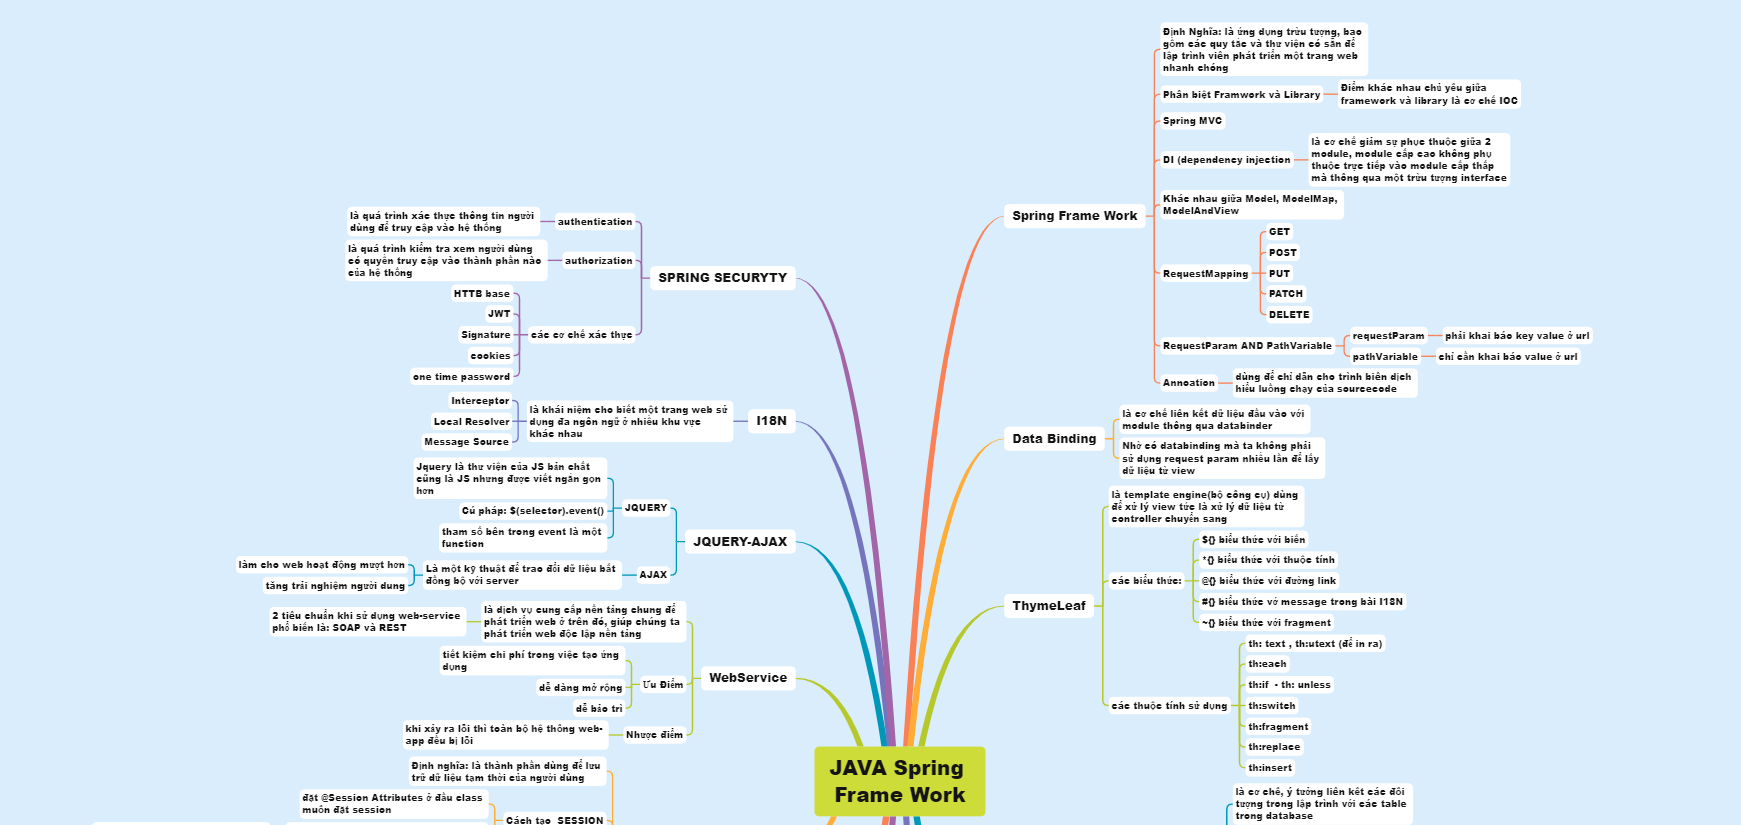 JAVA Spring
Frame Work
Spring Frame Work
Định Nghĩa: là ứng dụng trừu tượng, bao
gồm các quy tắc và thư viện có sẵn để
lập trình viên phát triển một trang web
nhanh chóng
Phân biệt Framwork và Library
Điểm khác nhau chủ yếu giữa
framework và library là cơ chế IOC
Spring MVC
DI (dependency injection
là cơ chế giảm sự phục thuộc giữa 2
module, module cấp cao không phụ
thuộc trực tiếp vào module cấp thấp
mà thông qua một trừu tượng interface
Khác nhau giữa Model, ModelMap,
ModelAndView
RequestMapping
GET
POST
PUT
PATCH
DELETE
RequestParam AND PathVariable
requestParam
phải khai báo key value ở url
pathVariable
chỉ cần khai báo value ở url
Annoation
dùng để chỉ dẫn cho trình biên dịch
hiểu luồng chạy của sourcecode
Data Binding
là cơ chế liên kết dữ liệu đầu vào với
module thông qua databinder
Nhờ có databinding mà ta không phải
sử dụng request param nhiều lần để lấy
dữ liệu từ view
ThymeLeaf
là template engine(bộ công cụ) dùng
để xử lý view tức là xử lý dữ liệu từ
controller chuyển sang
các biểu thức:
${} biểu thức với biến
*{} biểu thức với thuộc tính
@{} biểu thức với đường link
#{} biểu thức vớ message trong bài I18N
~{} biểu thức với fragment
các thuộc tính sử dụng
th: text , th:utext (để in ra)
th:each
th:if - th: unless
th:switch
th:fragment
th:replace
th:insert
là cơ chế, ý tưởng liên kết các đối
tượng trong lập trình với các table
trong database
SPRING SECURYTY
authentication
là quá trình xác thực thông tin người
dùng để truy cập vào hệ thống
authorization
là quá trình kiểm tra xem người dùng
có quyền truy cập vào thành phần nào
của hệ thống
các cơ chế xác thực
HTTB base
JWT
Signature
cookies
one time password
I18N
là khái niệm cho biết một trang web sử
dụng đa ngôn ngữ ở nhiều khu vực
khác nhau
Interceptor
Local Resolver
Message Source
JQUERY-AJAX
JQUERY
Jquery là thư viện của JS bản chất
cũng là JS nhưng được viết ngắn gọn
hơn
Cú pháp: $(selector).event()
tham số bên trong event là một
function
AJAX
Là một kỹ thuật để trao đổi dữ liệu bất
đồng bộ với server
làm cho web hoạt động mượt hơn
tăng trải nghiệm người dung
WebService
là dịch vụ cung cấp nền tảng chung để
phát triển web ở trên đó, giúp chúng ta
phát triển web độc lập nền tảng
2 tiêu chuẩn khi sử dụng web-service
phổ biến là: SOAP và REST
Ưu Điểm
tiết kiệm chi phí trong việc tạo ứng
dụng
dễ dàng mở rộng
dễ bảo trì
Nhược điểm
khi xảy ra lỗi thì toàn bộ hệ thống web-
app đều bị lỗi
Định nghĩa: là thành phần dùng để lưu
trữ dữ liệu tạm thời của người dùng
Cách tạo SESSION
đặt @Session Attributes ở đầu class
muốn đặt session